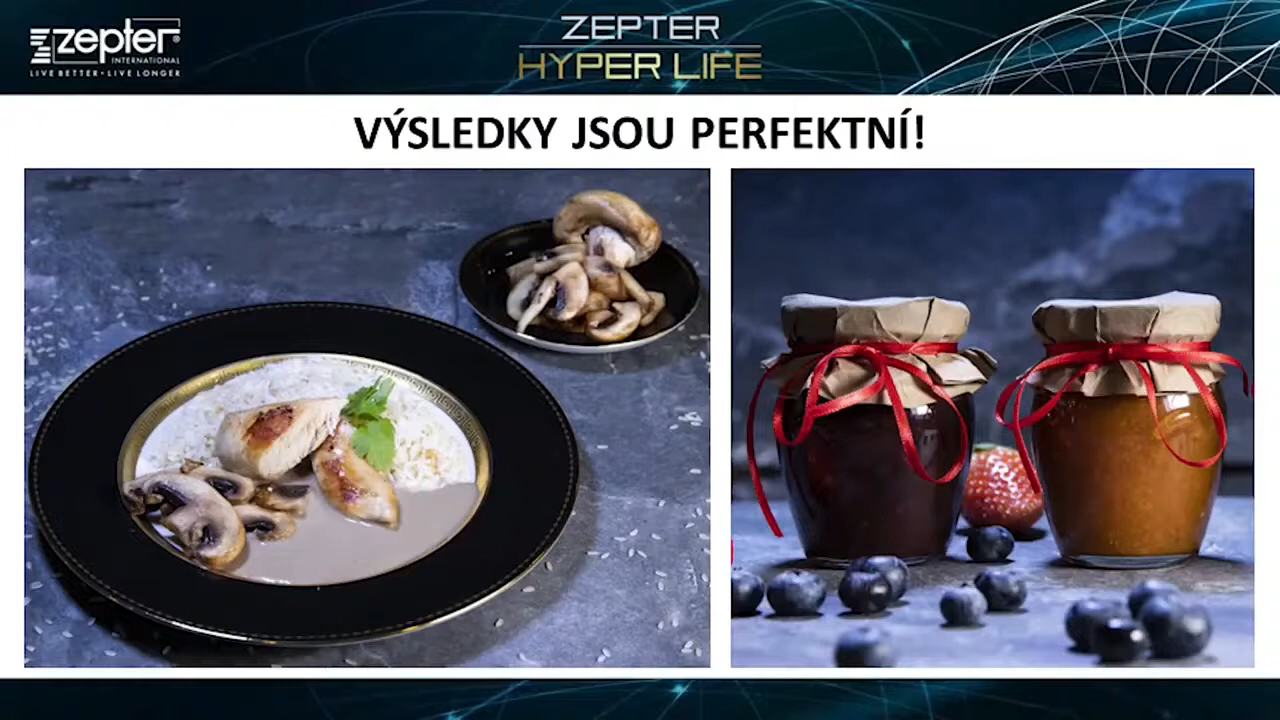 zepter
INTERNATIONAL
LIVE BETTER • LIVE LONGER
ZEPTER
HYPER LIFE
VÝSLEDKY JSOU PERFEKTNÍ!